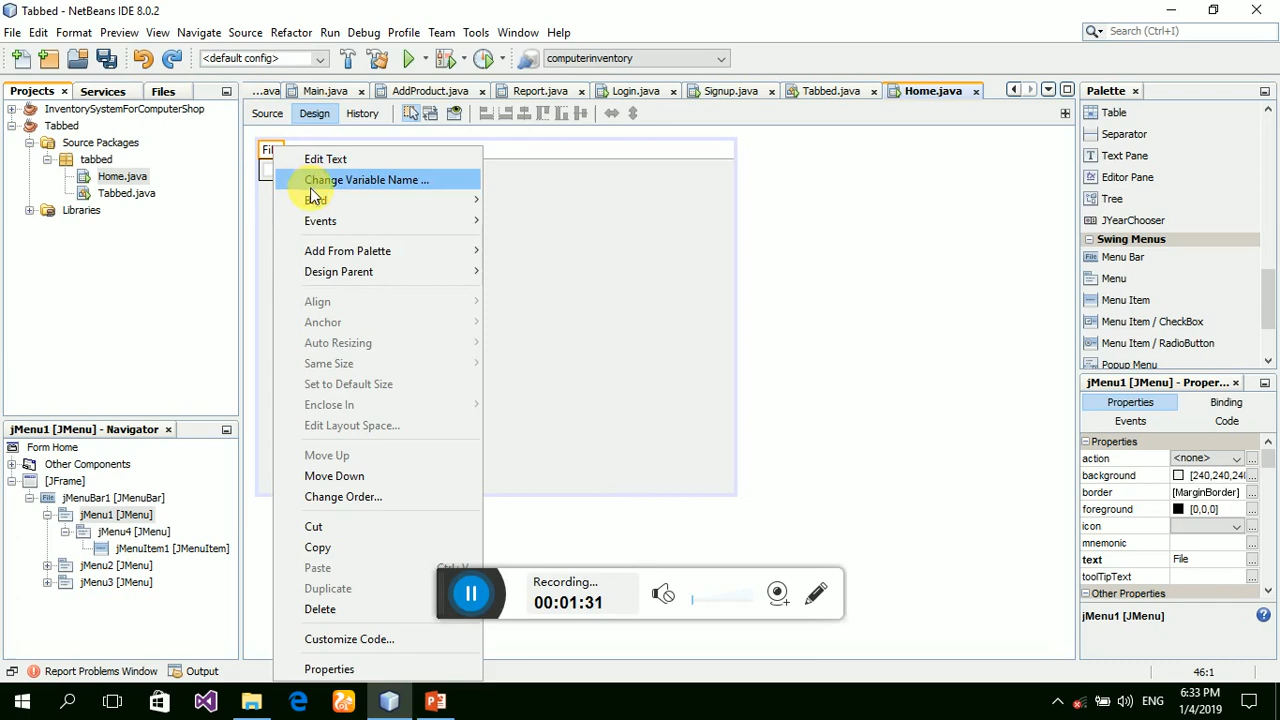 Tabbed - NetBeans IDE 8.0.2
File Edit Format Preview View Navigate Source Refactor Run Debug Profile Team Tools Window Help
Search (Ctrl+I)
<default config>
computerinventory
Projects
Services
Files
...ava
Main.java
AddProduct.java
Report.java
Login.java
Signup.java
Tabbed.java
Home.java
Palette
InventorySystemForComputerShop
Tabbed
Source Packages
tabbed
Home.java
Tabbed.java
Libraries
Source
Design
History
Fil
Edit Text
Change Variable Name ...
Events
Add From Palette
Design Parent
Align
Anchor
Auto Resizing
Same Size
Set to Default Size
Enclose In
Edit Layout Space...
Move Up
Move Down
Change Order...
Cut
Copy
Paste Ctrl+V
Duplicate
Delete
Customize Code...
Properties
Table
Separator
Text Pane
Editor Pane
Tree
JYearChooser
Swing Menus
Menu Bar
Menu
Menu Item
Menu Item / CheckBox
Menu Item / RadioButton
Popup Menu
jMenu1 [JMenu] - Proper...
Properties
Binding
Events
Code
Properties
action <none>
background [240,240,240
border [MarginBorder]
foreground [0,0,0]
icon
mnemonic
text File
toolTipText
Other Properties
jMenu1 [JMenu]
jMenu1 [JMenu] - Navigator
Form Home
Other Components
[JFrame]
jMenuBar1 [JMenuBar]
jMenu1 [JMenu]
jMenu4 [JMenu]
jMenuItem1 [JMenuItem]
jMenu2 [JMenu]
jMenu3 [JMenu]
Recording...
00:01:31
Report Problems Window
Output
46:1
ENG
6:33 PM
1/4/2019